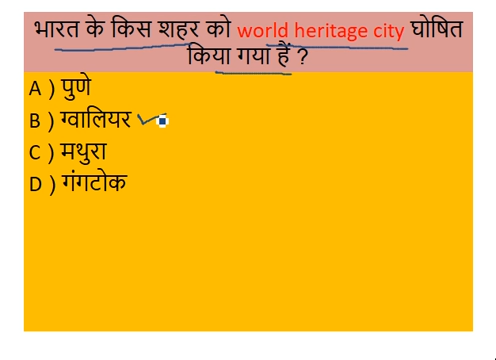 भारत के किस शहर को world heritage city घोषित
किया गया हैं ?
A ) पुणे
B ) ग्वालियर
C ) मथुरा
D ) गंगटोक